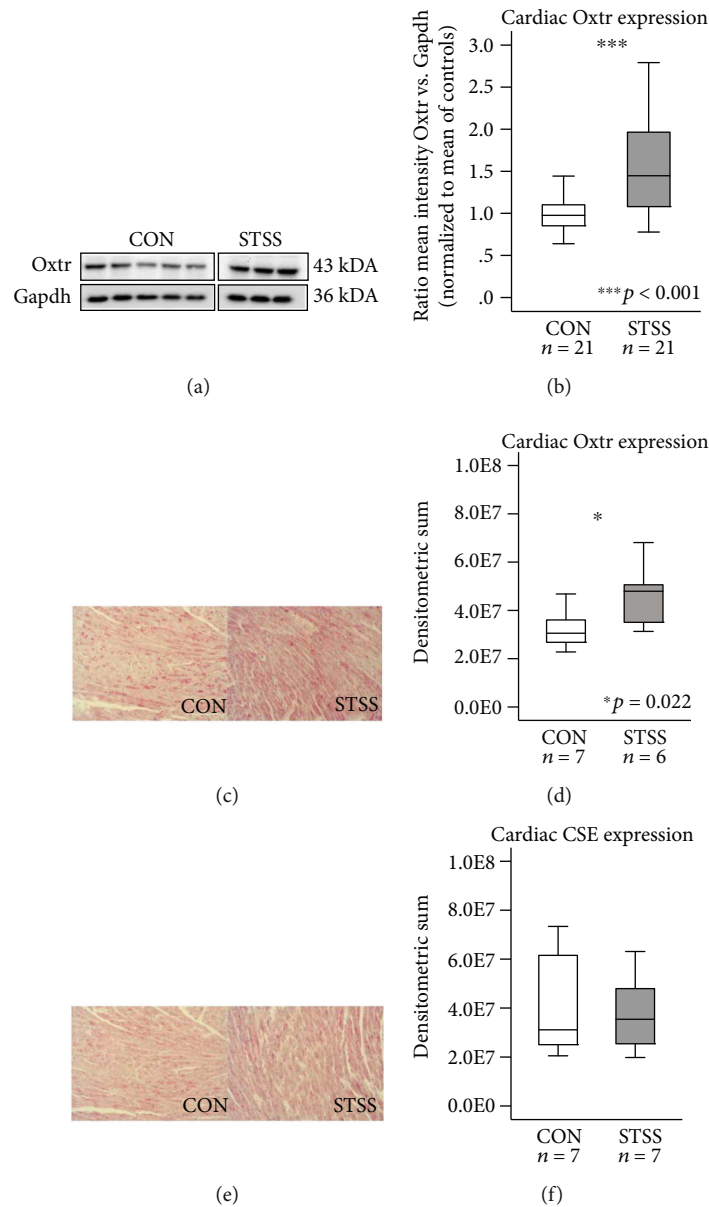 CON STSS
Oxtr 43 kDA
Gapdh 36 kDA
(a)
Cardiac Oxtr expression
Ratio mean intensity Oxtr vs. Gapdh
(normalized to mean of controls)
3.0
2.5
2.0
1.5
1.0
.5
.0
***
***p < 0.001
CON STSS
n = 21 n = 21
(b)
CON STSS
(c)
Cardiac Oxtr expression
Densitometric sum
1.0E8
8.0E7
6.0E7
4.0E7
2.0E7
0.0E0
*
*p = 0.022
CON STSS
n = 7 n = 6
(d)
CON STSS
(e)
Cardiac CSE expression
Densitometric sum
1.0E8
8.0E7
6.0E7
4.0E7
2.0E7
0.0E0
CON STSS
n = 7 n = 7
(f)